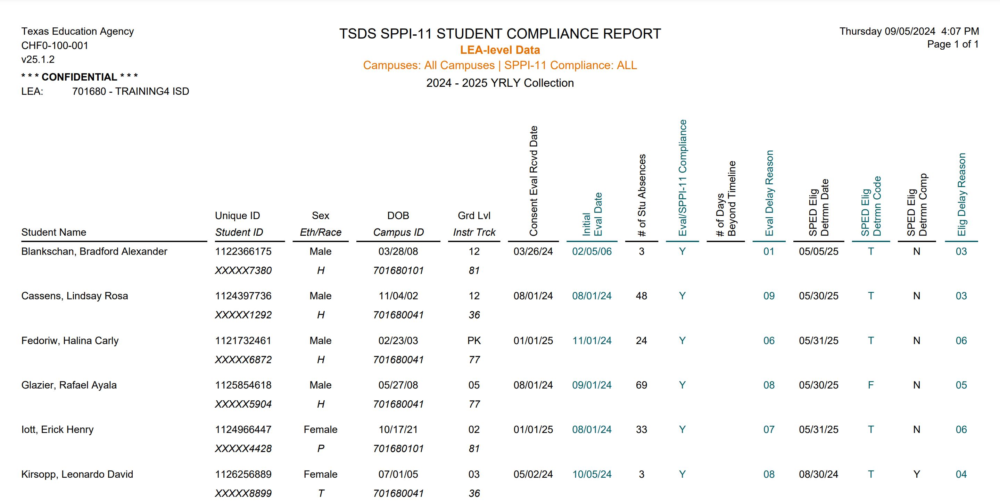 Texas Education Agency
CHF0-100-001
v25.1.2
* * * CONFIDENTIAL * * *
LEA: 701680 - TRAINING4 ISD
TSDS SPPI-11 STUDENT COMPLIANCE REPORT
LEA-level Data
Campuses: All Campuses | SPPI-11 Compliance: ALL
2024 - 2025 YRLY Collection
Thursday 09/05/2024 4:07 PM
Page 1 of 1
Student Name
Unique ID
Student ID
Sex
Eth/Race
DOB
Campus ID
Grd Lvl
Instr Trck
Consent Eval Rcvd Date
Initial
Eval Date
# of Stu Absences
Eval/SPPI-11 Compliance
# of Days
Beyond Timeline
Eval Delay Reason
SPED Elig
Detrmn Date
SPED Elig
Detrmn Code
SPED Elig
Detrmn Comp
Elig Delay Reason
Blankschan, Bradford Alexander 1122366175 Male 03/28/08 12 03/26/24 02/05/06 3 Y 01 05/05/25 T N 03
XXXXX7380 H 701680101 81
Cassens, Lindsay Rosa 1124397736 Male 11/04/02 12 08/01/24 08/01/24 48 Y 09 05/30/25 T N 03
XXXXX1292 H 701680041 36
Fedoriw, Halina Carly 1121732461 Male 02/23/03 PK 01/01/25 11/01/24 24 Y 06 05/31/25 T N 06
XXXXX6872 H 701680041 77
Glazier, Rafael Ayala 1125854618 Male 05/27/08 05 08/01/24 09/01/24 69 Y 08 05/30/25 F N 05
XXXXX5904 H 701680041 77
Iott, Erick Henry 1124966447 Female 10/17/21 02 01/01/25 08/01/24 33 Y 07 05/31/25 T N 06
XXXXX4428 P 701680101 81
Kirsopp, Leonardo David 1126256889 Female 07/01/05 03 05/02/24 10/05/24 3 Y 08 08/30/24 T Y 04
XXXXX8899 T 701680041 36